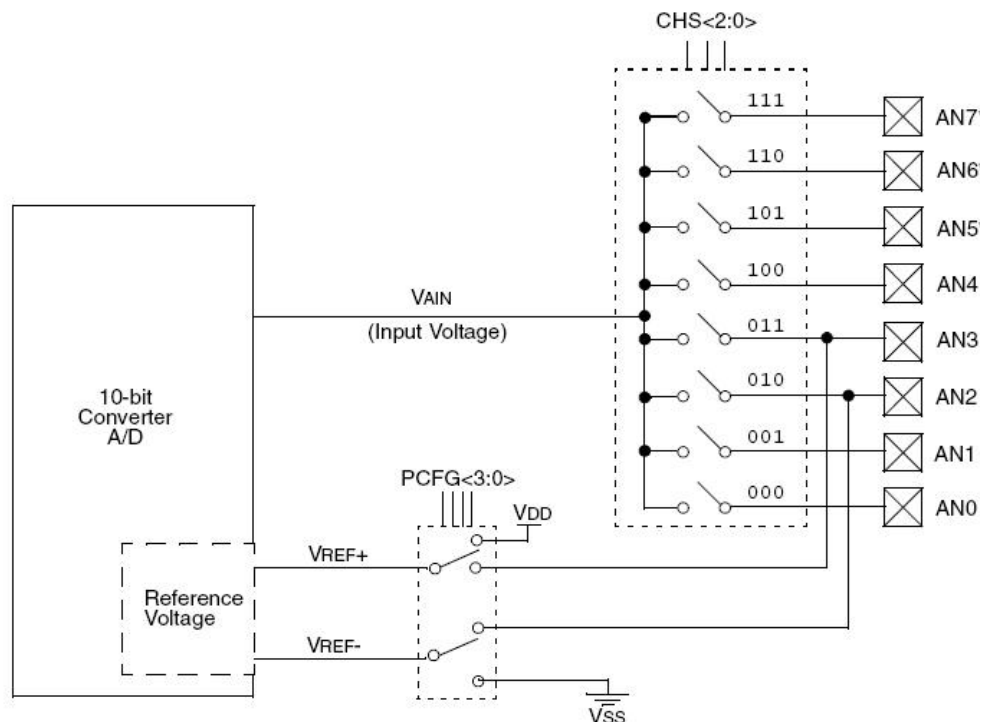 CHS<2:0>
111
AN7*
110
AN6*
101
AN5*
100
AN4
VAIN
(Input Voltage)
011
AN3
010
AN2
10-bit
Converter
A/D
001
AN1
PCFG<3:0>
000
AN0
VDD
VREF+
Reference
Voltage
VREF-
VSS